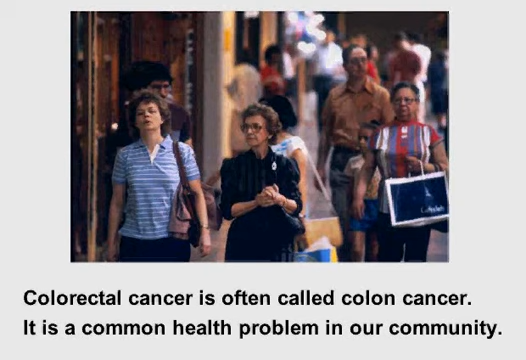 Colorectal cancer is often called colon cancer.
It is a common health problem in our community.